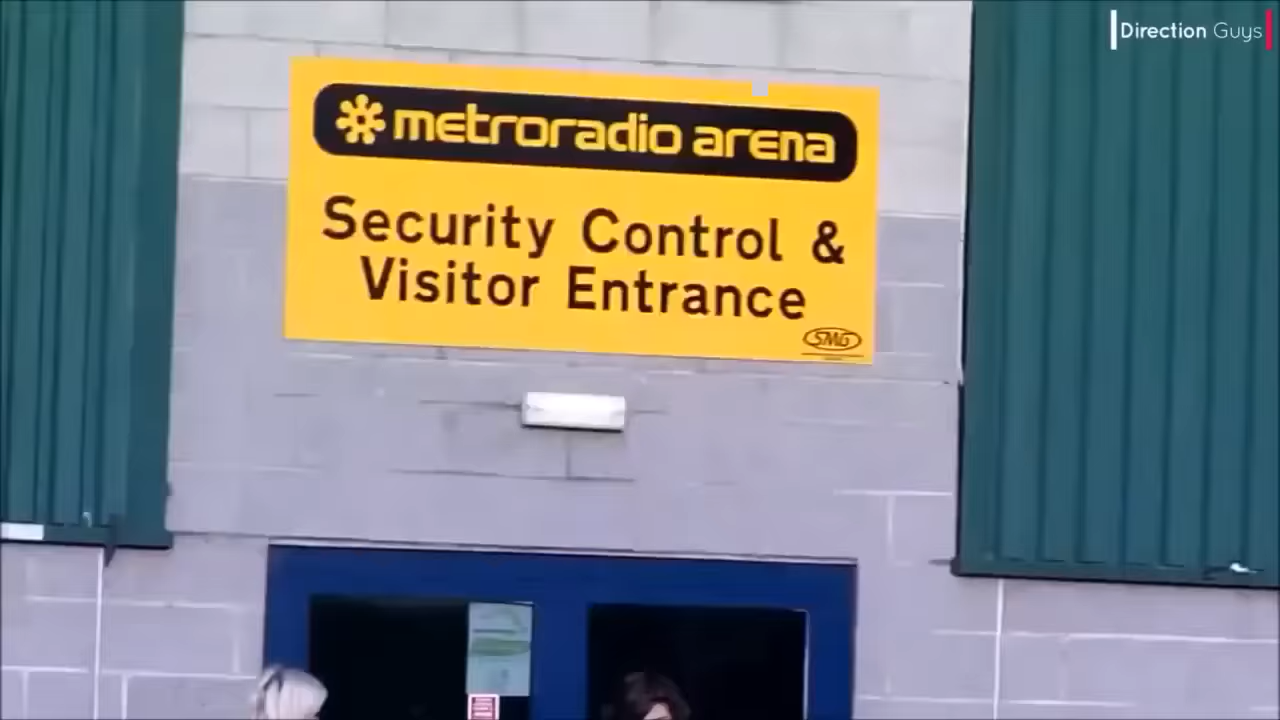 Direction Guys
metroradio arena
Security Control &
Visitor Entrance
SMG